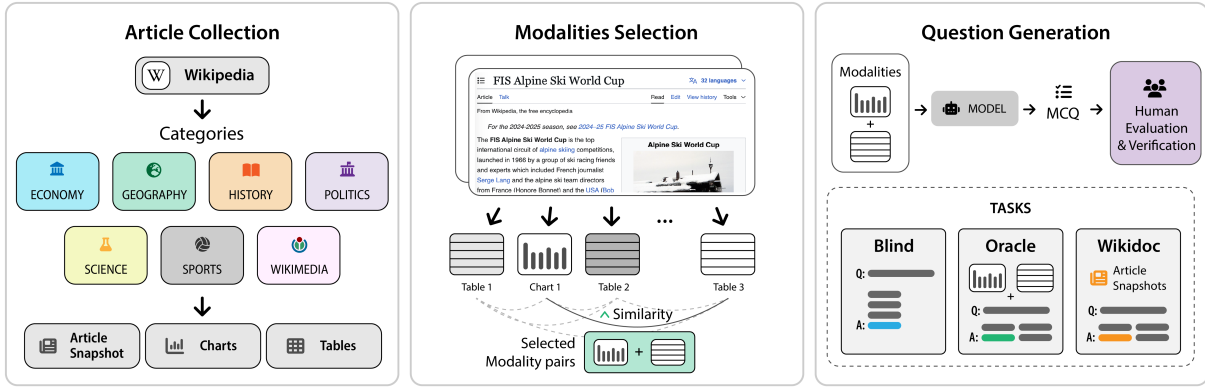 Article Collection
W Wikipedia
Categories
ECONOMY
GEOGRAPHY
HISTORY
POLITICS
SCIENCE
SPORTS
WIKIMEDIA
Article
Snapshot
Charts
Tables
Modalities Selection
FIS Alpine Ski World Cup
32 languages
Article Talk
Read Edit View history Tools
From Wikipedia, the free encyclopedia
For the 2024-2025 season, see 2024–25 FIS Alpine Ski World Cup.
The FIS Alpine Ski World Cup is the top
international circuit of alpine skiing competitions,
launched in 1966 by a group of ski racing friends
and experts which included French journalist
Serge Lang and the alpine ski team directors
from France (Honore Bonnet) and the USA (Bob
Alpine Ski World Cup
...
Table 1
Chart 1
Table 2
Table 3
Similarity
Selected
Modality pairs
+
Question Generation
Modalities
+
MODEL
MCQ
Human
Evaluation
& Verification
TASKS
Blind
Q:
A:
Oracle
+
Q:
A:
Wikidoc
Article
Snapshots
Q:
A: